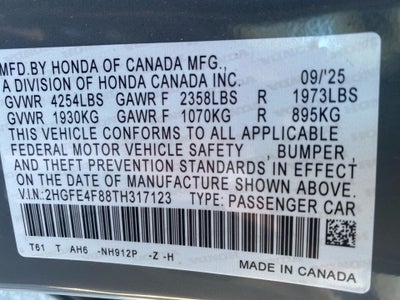 MFD.BY HONDA OF CANADA MFG.,
A DIVISION OF HONDA CANADA INC. 09/'25
GVWR 4254LBS GAWR F 2358LBS R 1973LBS
GVWR 1930KG GAWR F 1070KG R 895KG
THIS VEHICLE CONFORMS TO ALL APPLICABLE
FEDERAL MOTOR VEHICLE SAFETY, BUMPER,
AND THEFT PREVENTION STANDARDS IN EFFECT
ON THE DATE OF MANUFACTURE SHOWN ABOVE.
V.I.N:2HGFE4F88TH317123 TYPE: PASSENGER CAR
T61 T AH6 -NH912P -Z -H
MADE IN CANADA